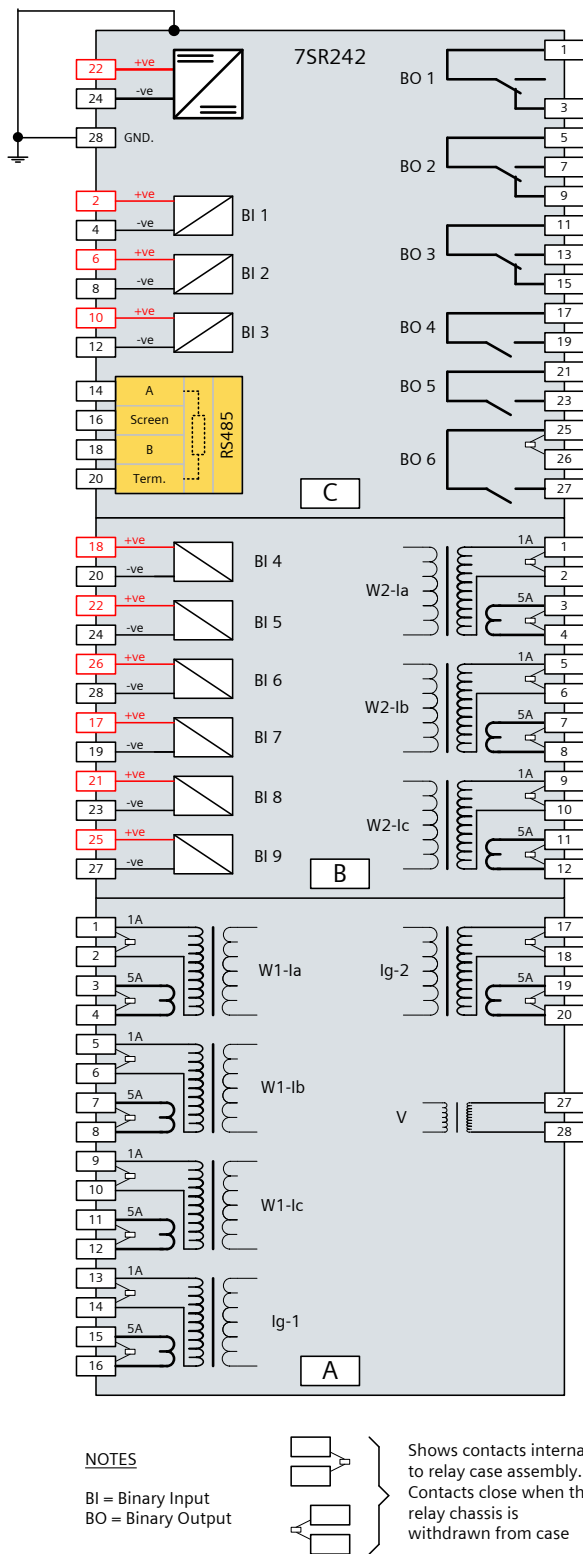 7SR242
22 +ve
24 -ve
28 GND.
2 +ve
4 -ve
BI 1
6 +ve
8 -ve
BI 2
10 +ve
12 -ve
BI 3
14 A
16 Screen
18 B
20 Term.
RS485
BO 1
1
3
BO 2
5
7
9
BO 3
11
13
15
BO 4
17
19
BO 5
21
23
BO 6
25
26
27
C
18 +ve
20 -ve
BI 4
22 +ve
24 -ve
BI 5
26 +ve
28 -ve
BI 6
17 +ve
19 -ve
BI 7
21 +ve
23 -ve
BI 8
25 +ve
27 -ve
BI 9
W2-Ia
1A 1
2
5A 3
4
W2-Ib
1A 5
6
5A 7
8
W2-Ic
1A 9
10
5A 11
12
B
1 1A
2
3 5A
4
W1-Ia
5 1A
6
7 5A
8
W1-Ib
9 1A
10
11 5A
12
W1-Ic
13 1A
14
15 5A
16
Ig-1
Ig-2
1A 17
18
5A 19
20
V
27
28
A
NOTES
BI = Binary Input
BO = Binary Output
Shows contacts interna
to relay case assembly.
Contacts close when th
relay chassis is
withdrawn from case